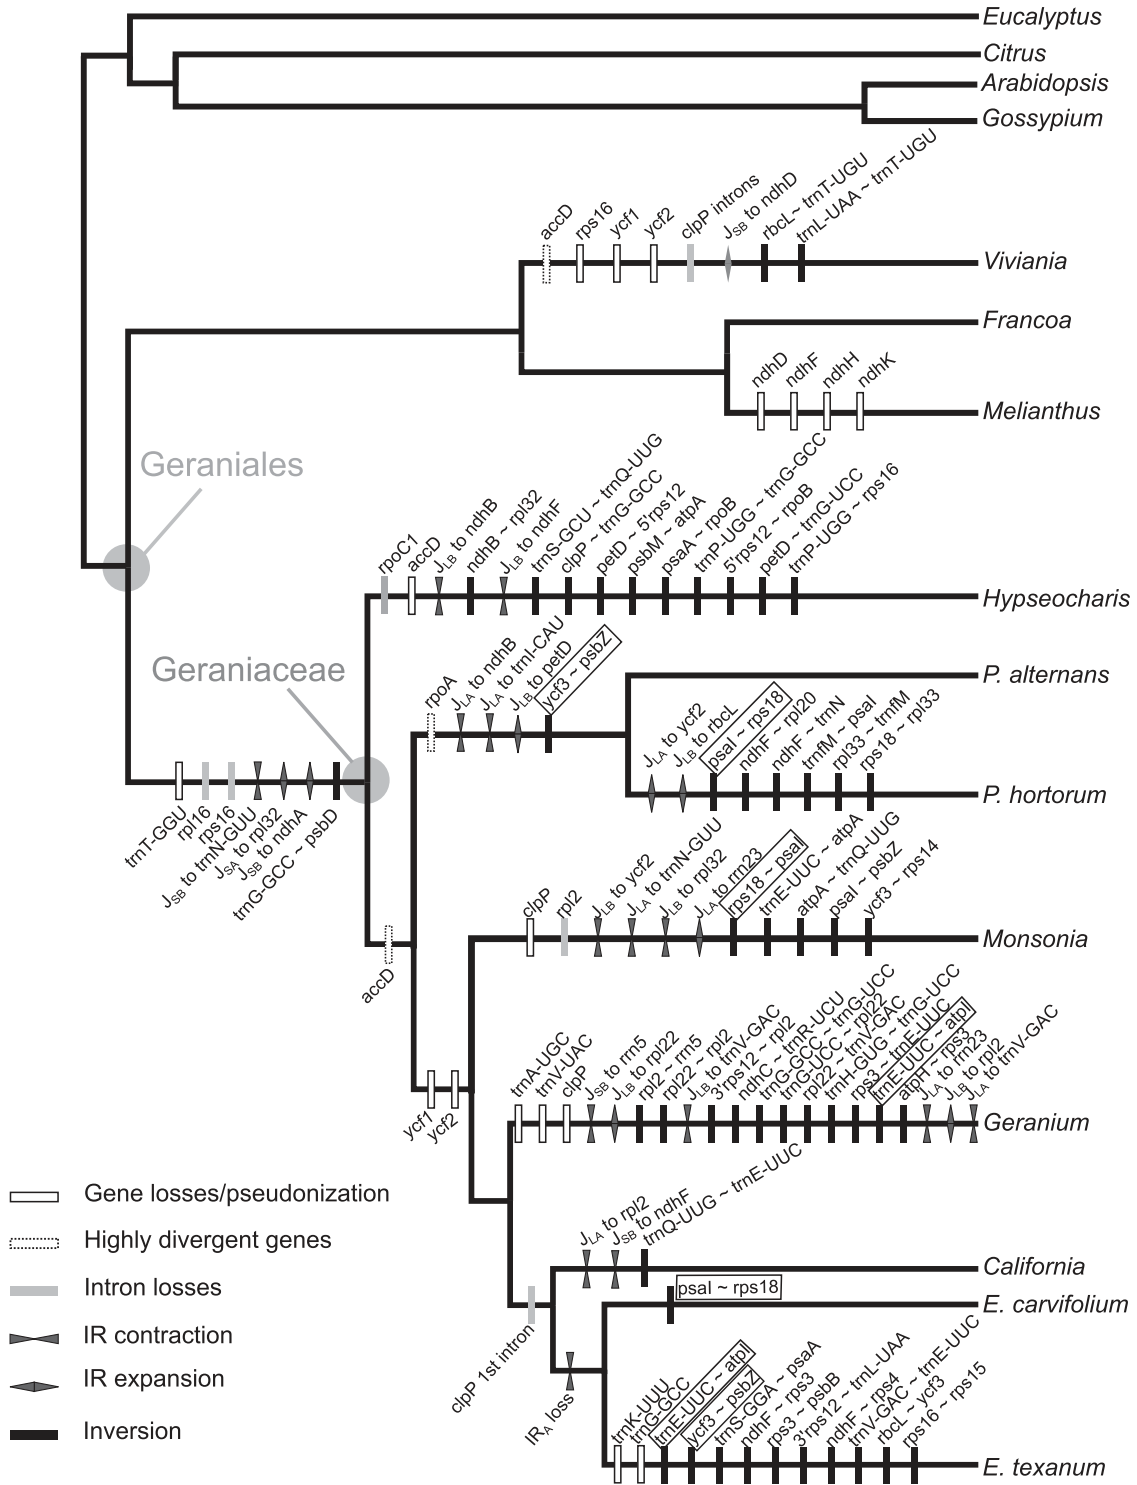 Eucalyptus
Citrus
Arabidopsis
Gossypium
accD
rps16
ycf1
ycf2
clpP introns
JSB to ndhD
rbcL~ trnT-UGU
trnL-UAA ~ trnT-UGU
Viviania
Francoa
ndhD
ndhF
ndhH
ndhK
Melianthus
Geraniales
rpoC1
accD
JLB to ndhB
ndhB ~ rpl32
JLB to ndhF
trnS-GCU ~ trnQ-UUG
clpP ~ trnG-GCC
petD ~ 5'rps12
psbM ~ atpA
psaA ~ rpoB
trnP-UGG ~ trnG-GCC
5'rps12 ~ rpoB
petD ~ trnG-UCC
trnP-UGG ~ rps16
Hypseocharis
Geraniaceae
trnT-GGU
rpl16
rps16
JSB to trnN-GUU
JSA to rpl32
JSB to ndhA
trnG-GCC ~ psbD
rpoA
JLA to ndhB
JLA to trnI-CAU
JLB to petD
ycf3 ~ psbZ
P. alternans
JLA to ycf2
JLB to rbcL
psaI ~ rps18
ndhF ~ rpl20
ndhF ~ trnN
trnfM ~ psaI
rpl33 ~ trnfM
rps18 ~ rpl33
P. hortorum
accD
clpP
rpl2
JLB to ycf2
JLA to trnN-GUU
JLB to rpl32
JLA to rrn23
rps18 ~ psaI
trnE-UUC ~ atpA
atpA ~ trnQ-UUG
psaI ~ psbZ
ycf3 ~ rps14
Monsonia
ycf1
ycf2
trnA-UGC
trnV-UAC
clpP
JSB to rrn5
JLB to rpl22
rpl2 ~ rrn5
rpl22 ~ rpl2
JLB to trnV-GAC
3'rps12 ~ rpl2
ndhC ~ trnR-UCU
trnG-GCC ~ trnG-UCC
trnG-UCC ~ rpl22
rpl22 ~ trnV-GAC
trnH-GUG ~ trnG-UCC
rps3 ~ trnE-UUC
trnE-UUC ~ atpI
atpH ~ rps3
JLA to rrn23
JLB to rpl2
JLA to trnV-GAC
Geranium
Gene losses/pseudonization
Highly divergent genes
Intron losses
IR contraction
IR expansion
Inversion
clpP 1st intron
JLA to rpl2
JSB to ndhF
trnQ-UUG ~ trnE-UUC
California
psaI ~ rps18
E. carvifolium
IRA loss
trnK-UUU
trnG-GCC
trnE-UUC ~ atpI
ycf3 ~ psbZ
trnS-GGA ~ psaA
ndhF ~ rps3
rps3 ~ psbB
3'rps12 ~ trnL-UAA
ndhF ~ rps4
trnV-GAC ~ trnE-UUC
rbcL ~ ycf3
rps16 ~ rps15
E. texanum